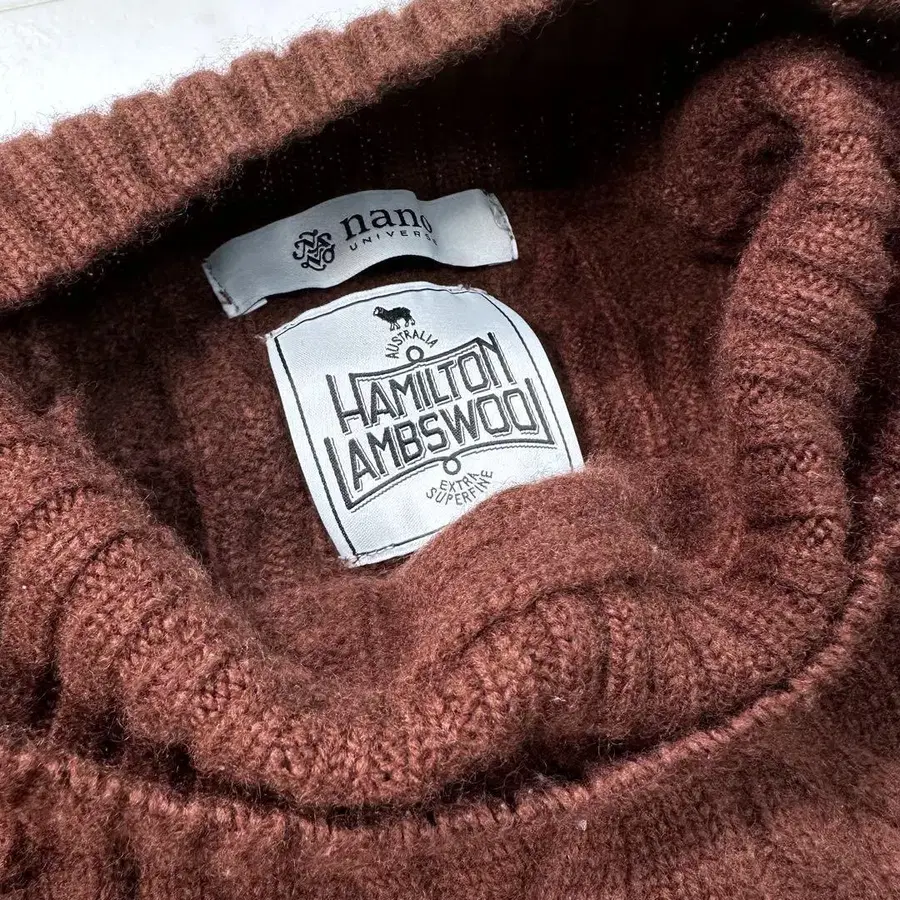 nano
UNIVERSE
AUSTRALIA
HAMILTON
LAMBSWOOL
EXTRA
SUPERFINE